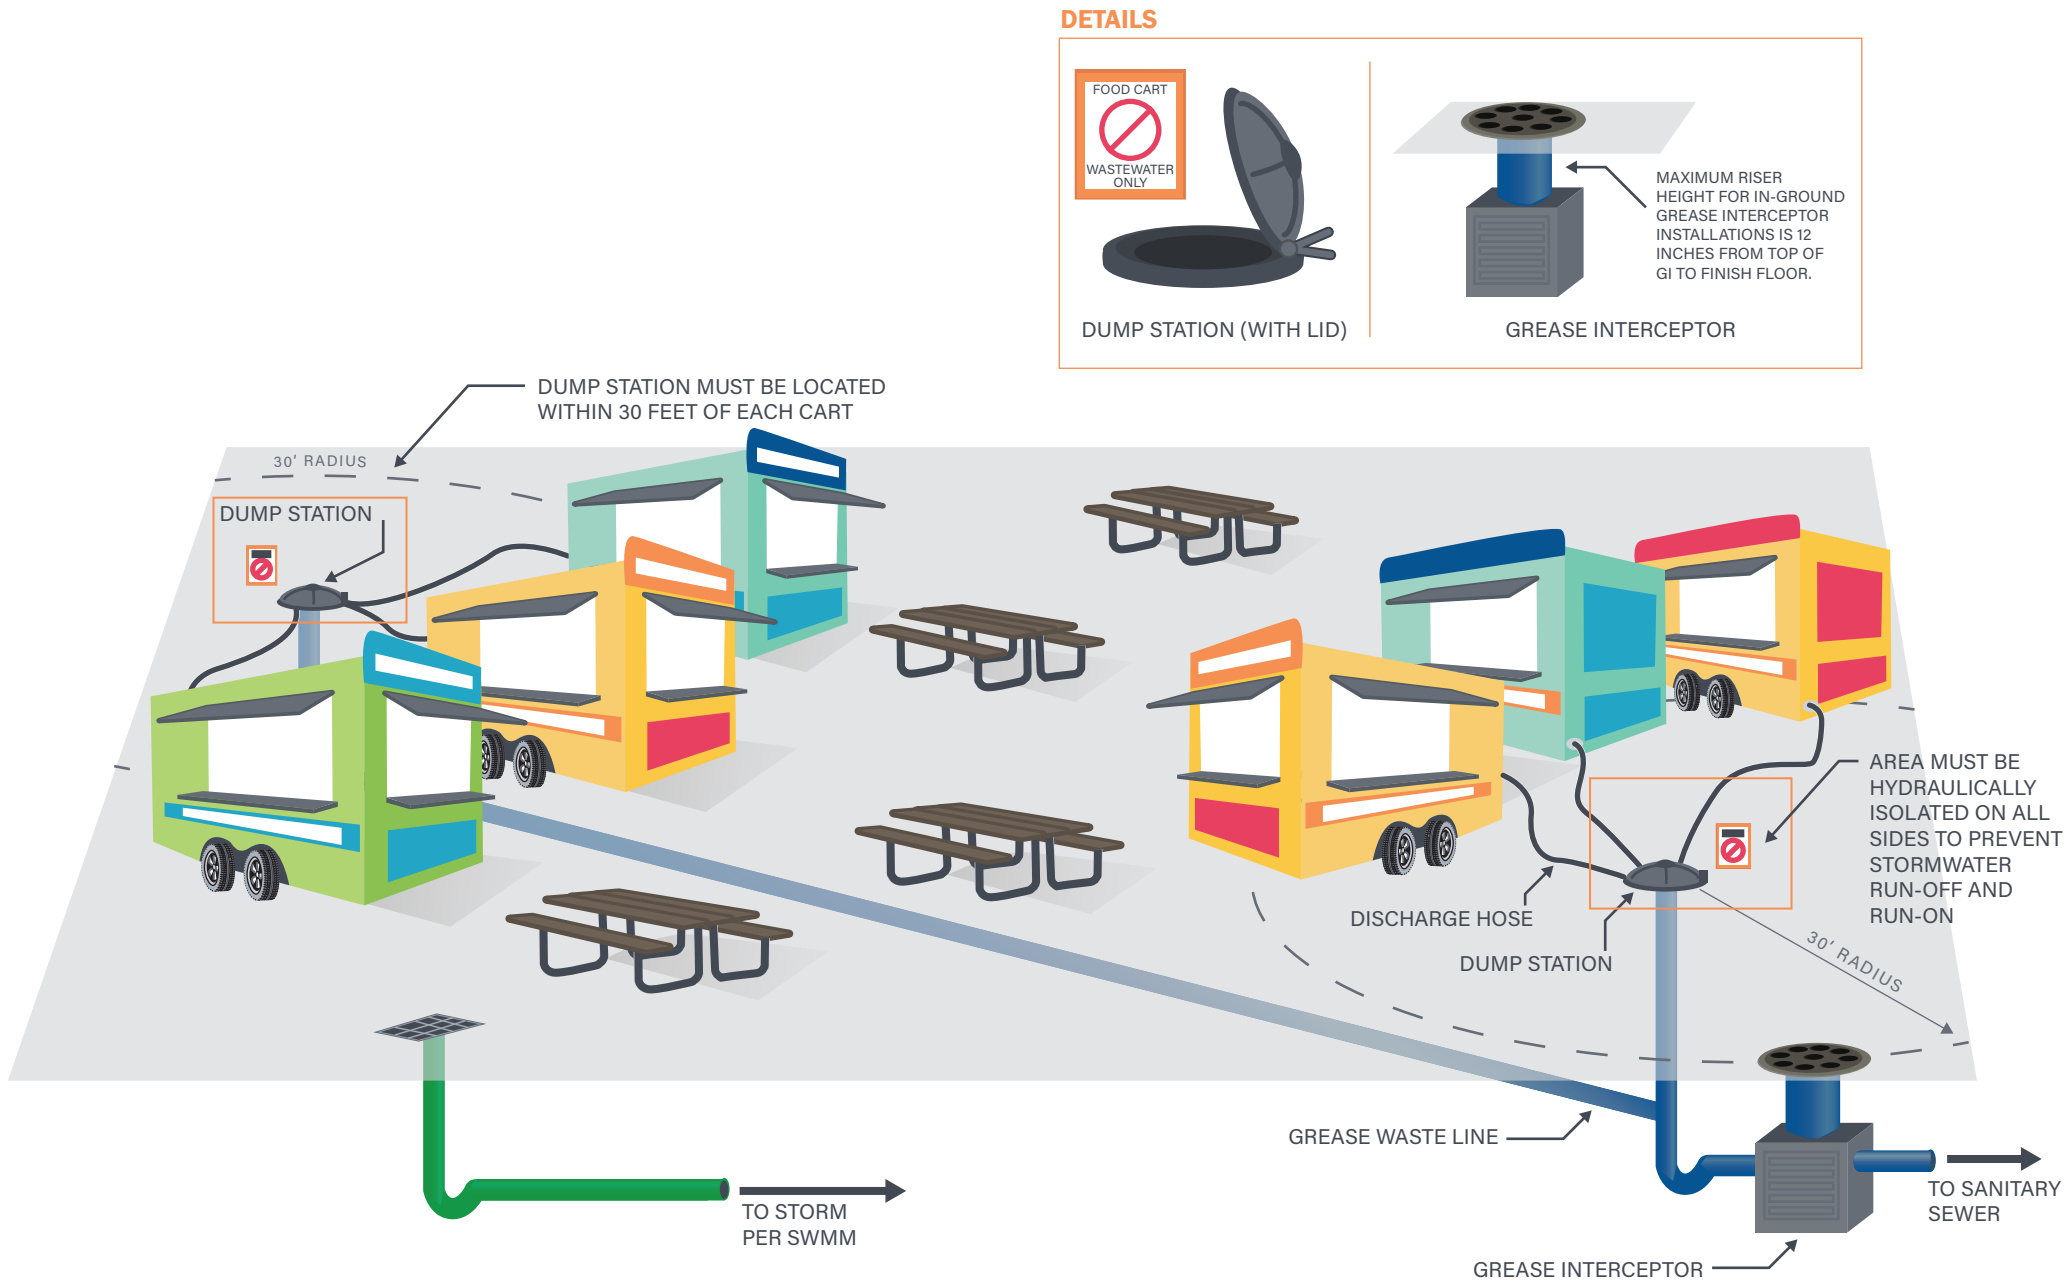 DETAILS
FOOD CART
WASTEWATER
ONLY
DUMP STATION (WITH LID)
MAXIMUM RISER
HEIGHT FOR IN-GROUND
GREASE INTERCEPTOR
INSTALLATIONS IS 12
INCHES FROM TOP OF
GI TO FINISH FLOOR.
GREASE INTERCEPTOR
DUMP STATION MUST BE LOCATED
WITHIN 30 FEET OF EACH CART
30' RADIUS
DUMP STATION
AREA MUST BE
HYDRAULICALLY
ISOLATED ON ALL
SIDES TO PREVENT
STORMWATER
RUN-OFF AND
RUN-ON
DISCHARGE HOSE
DUMP STATION
30' RADIUS
GREASE WASTE LINE
TO SANITARY
SEWER
TO STORM
PER SWMM
GREASE INTERCEPTOR